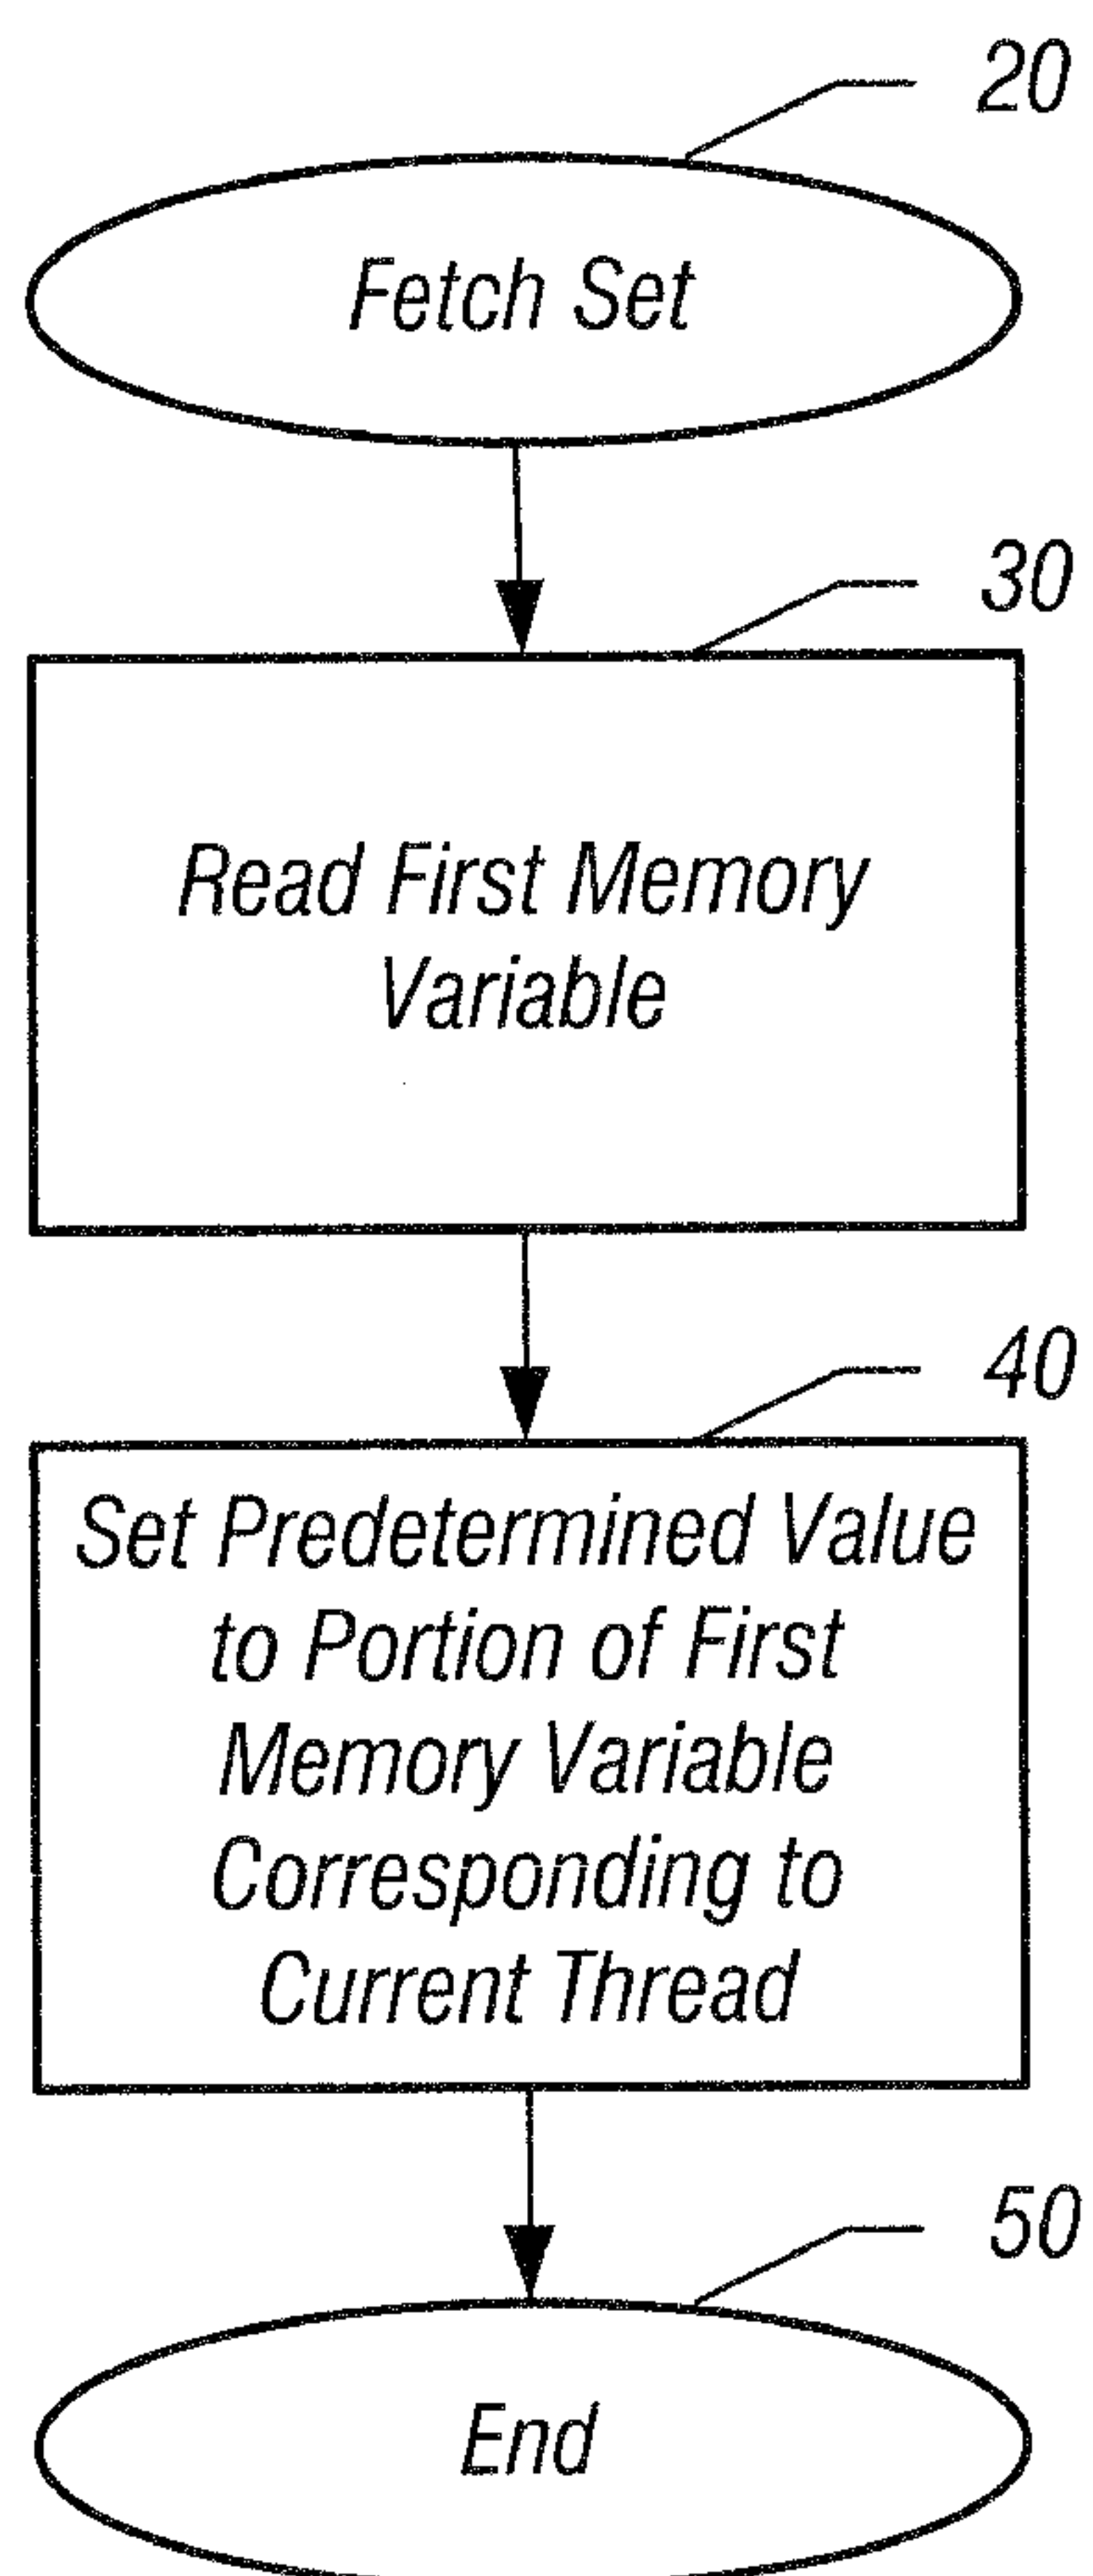 20
Fetch Set
30
Read First Memory
Variable
40
Set Predetermined Value
to Portion of First
Memory Variable
Corresponding to
Current Thread
50
End